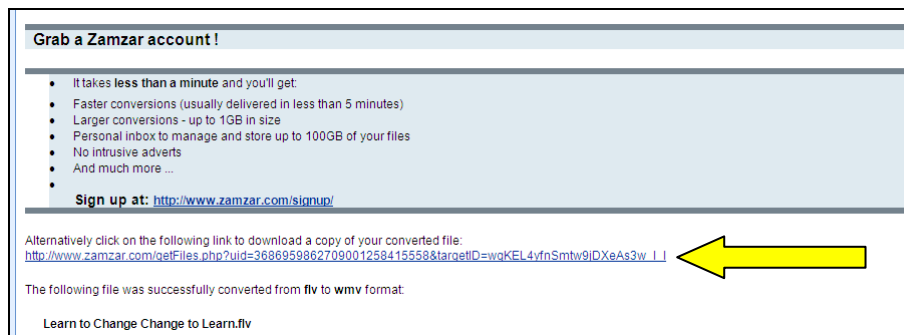 Grab a Zamzar account !
It takes less than a minute and you'll get:
Faster conversions (usually delivered in less than 5 minutes)
Larger conversions - up to 1GB in size
Personal inbox to manage and store up to 100GB of your files
No intrusive adverts
And much more ...
Sign up at: http://www.zamzar.com/signup/
Alternatively click on the following link to download a copy of your converted file:
http://www.zamzar.com/getFiles.php?uid=3686959862709001258415558&targetID=wqKEL4vfnSmtw9jDXeAs3w_l_l
The following file was successfully converted from flv to wmv format:
Learn to Change Change to Learn.flv